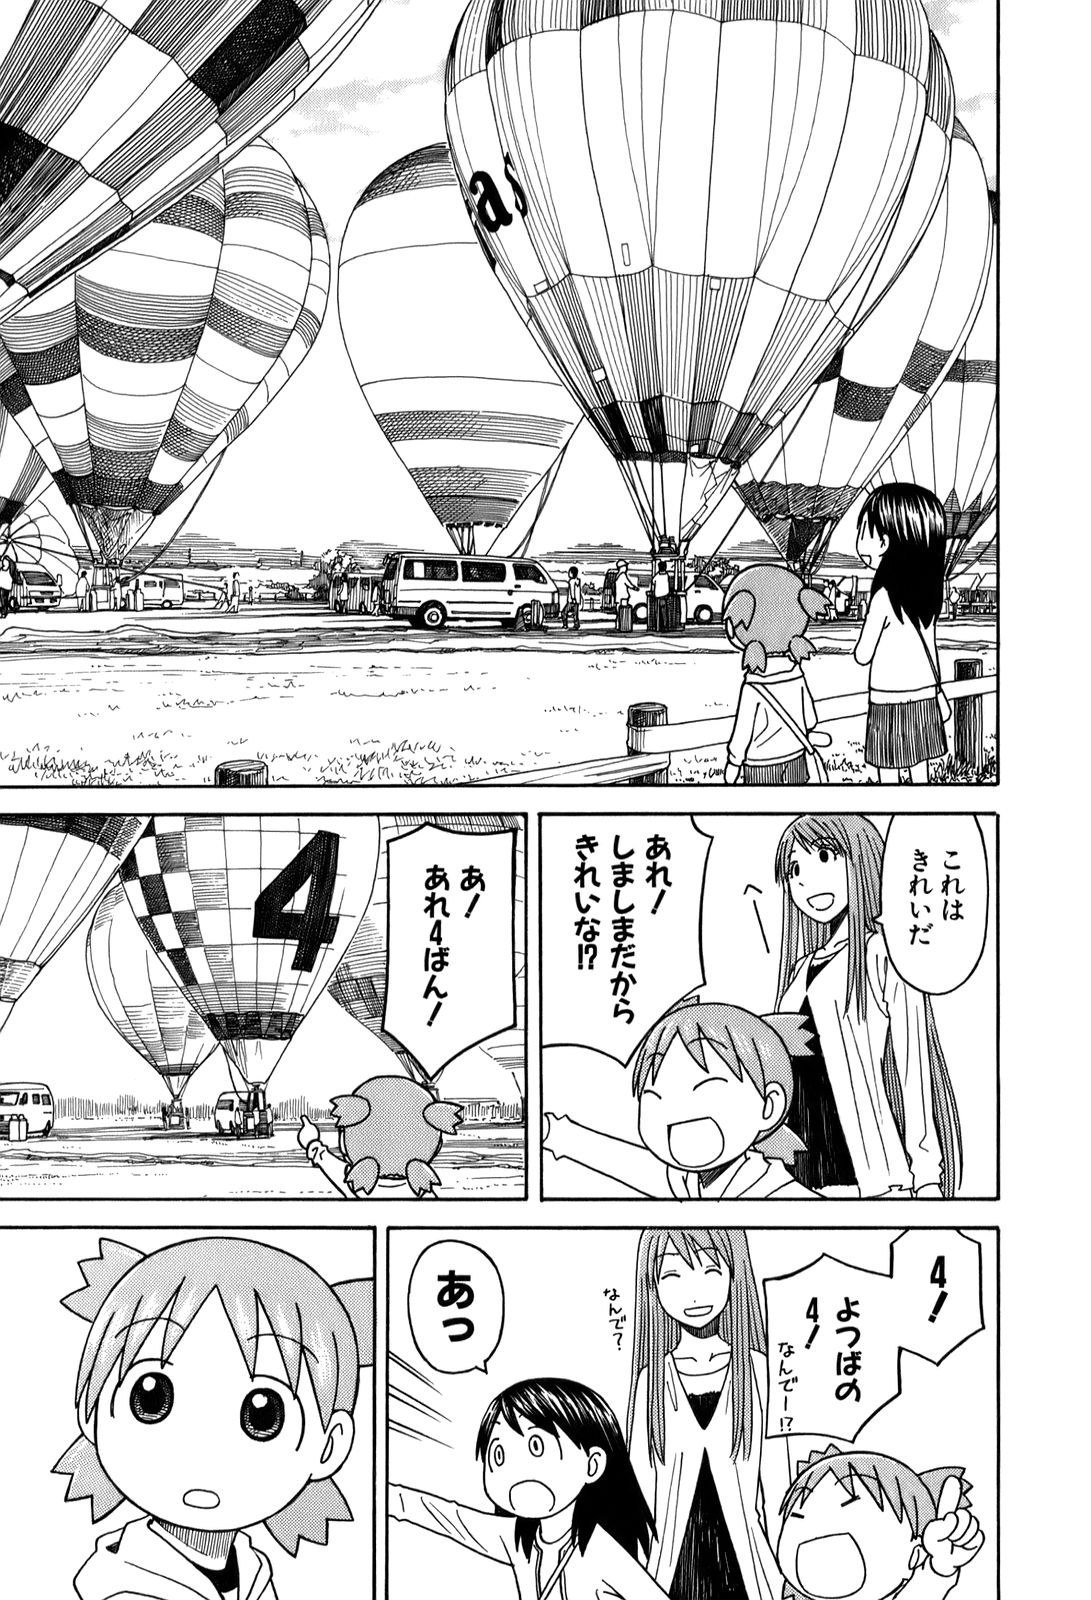 as
これは
きれいだ
あれ!
しましまだから
きれいな!?
あ!
あれ4ばん!
4
4!
よつばの
4!
なんでー!?
なんで?
あっ